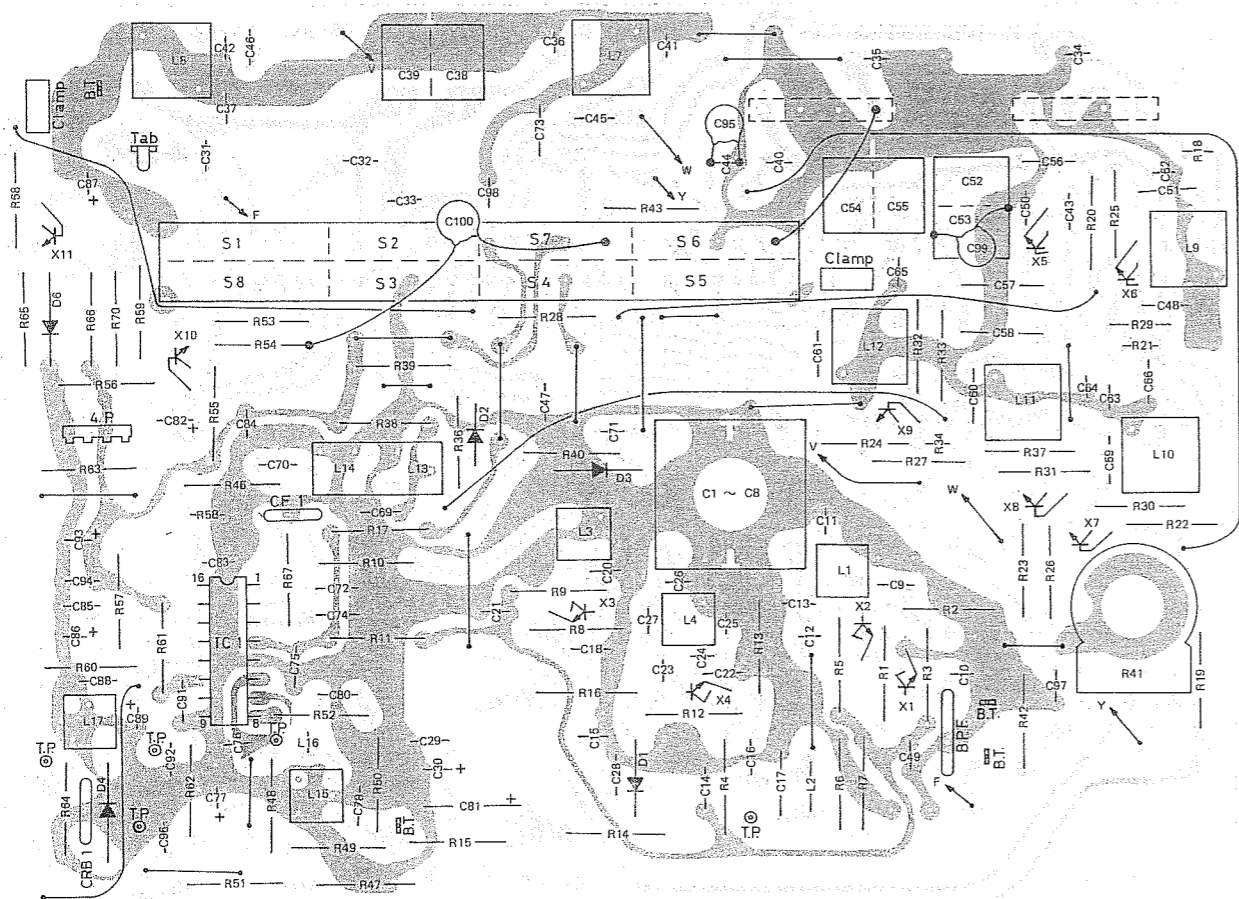 L6
C42
C46
V
C39
C38
C36
L7
C41
C35
C34
Clamp
B.T
C37
Tab
C31
C32
C73
C45
C95
C44
C40
W
Y
R18
R58
C87
+
C33
C98
F
C100
R43
C54
C55
C52
C53
C99
C56
C50
X5
C43
R20
R25
C62
C51
L9
X11
S1
S2
S7
S6
S8
S3
S4
S5
Clamp
C65
C57
X6
C48
R65
D6
R66
R70
R59
R53
R54
X10
R28
C61
L12
R32
R33
C58
R29
R21
R56
R39
C60
L11
C64
C63
C66
4.P
C82
+
R55
C84
R38
R36
D2
C47
C71
X9
R24
R34
R27
V
R37
R31
C59
L10
R63
C70
R46
L14
L13
R40
D3
C1 ~ C8
CF 1
R58
C69
R17
W
X8
X7
R30
R22
C93
+
C83
R67
R10
L3
C11
R23
R26
C94
R57
16
1
C72
C74
C20
C26
L1
C9
C85
C86
+
R61
IC 1
R11
C21
R9
X3
R8
C18
C27
L4
C25
R13
C13
C12
X2
R2
R60
C88
C75
C23
C24
C22
R5
R1
R3
X1
C10
C97
R41
R19
L17
+
C89
C91
9
8
C80
R52
R16
X4
R12
R42
B.T.
B.P.F.
Y
T.P
T.P
C92
C76
T.P
L16
C29
C15
C28
D1
C16
C49
B.T.
R64
D4
R62
C77
+
R48
L15
C78
R50
C30
+
C81
+
C14
R4
C17
L2
R6
R7
F
CRB 1
T.P
C96
R49
B.T
R15
R14
T.P
R51
R47